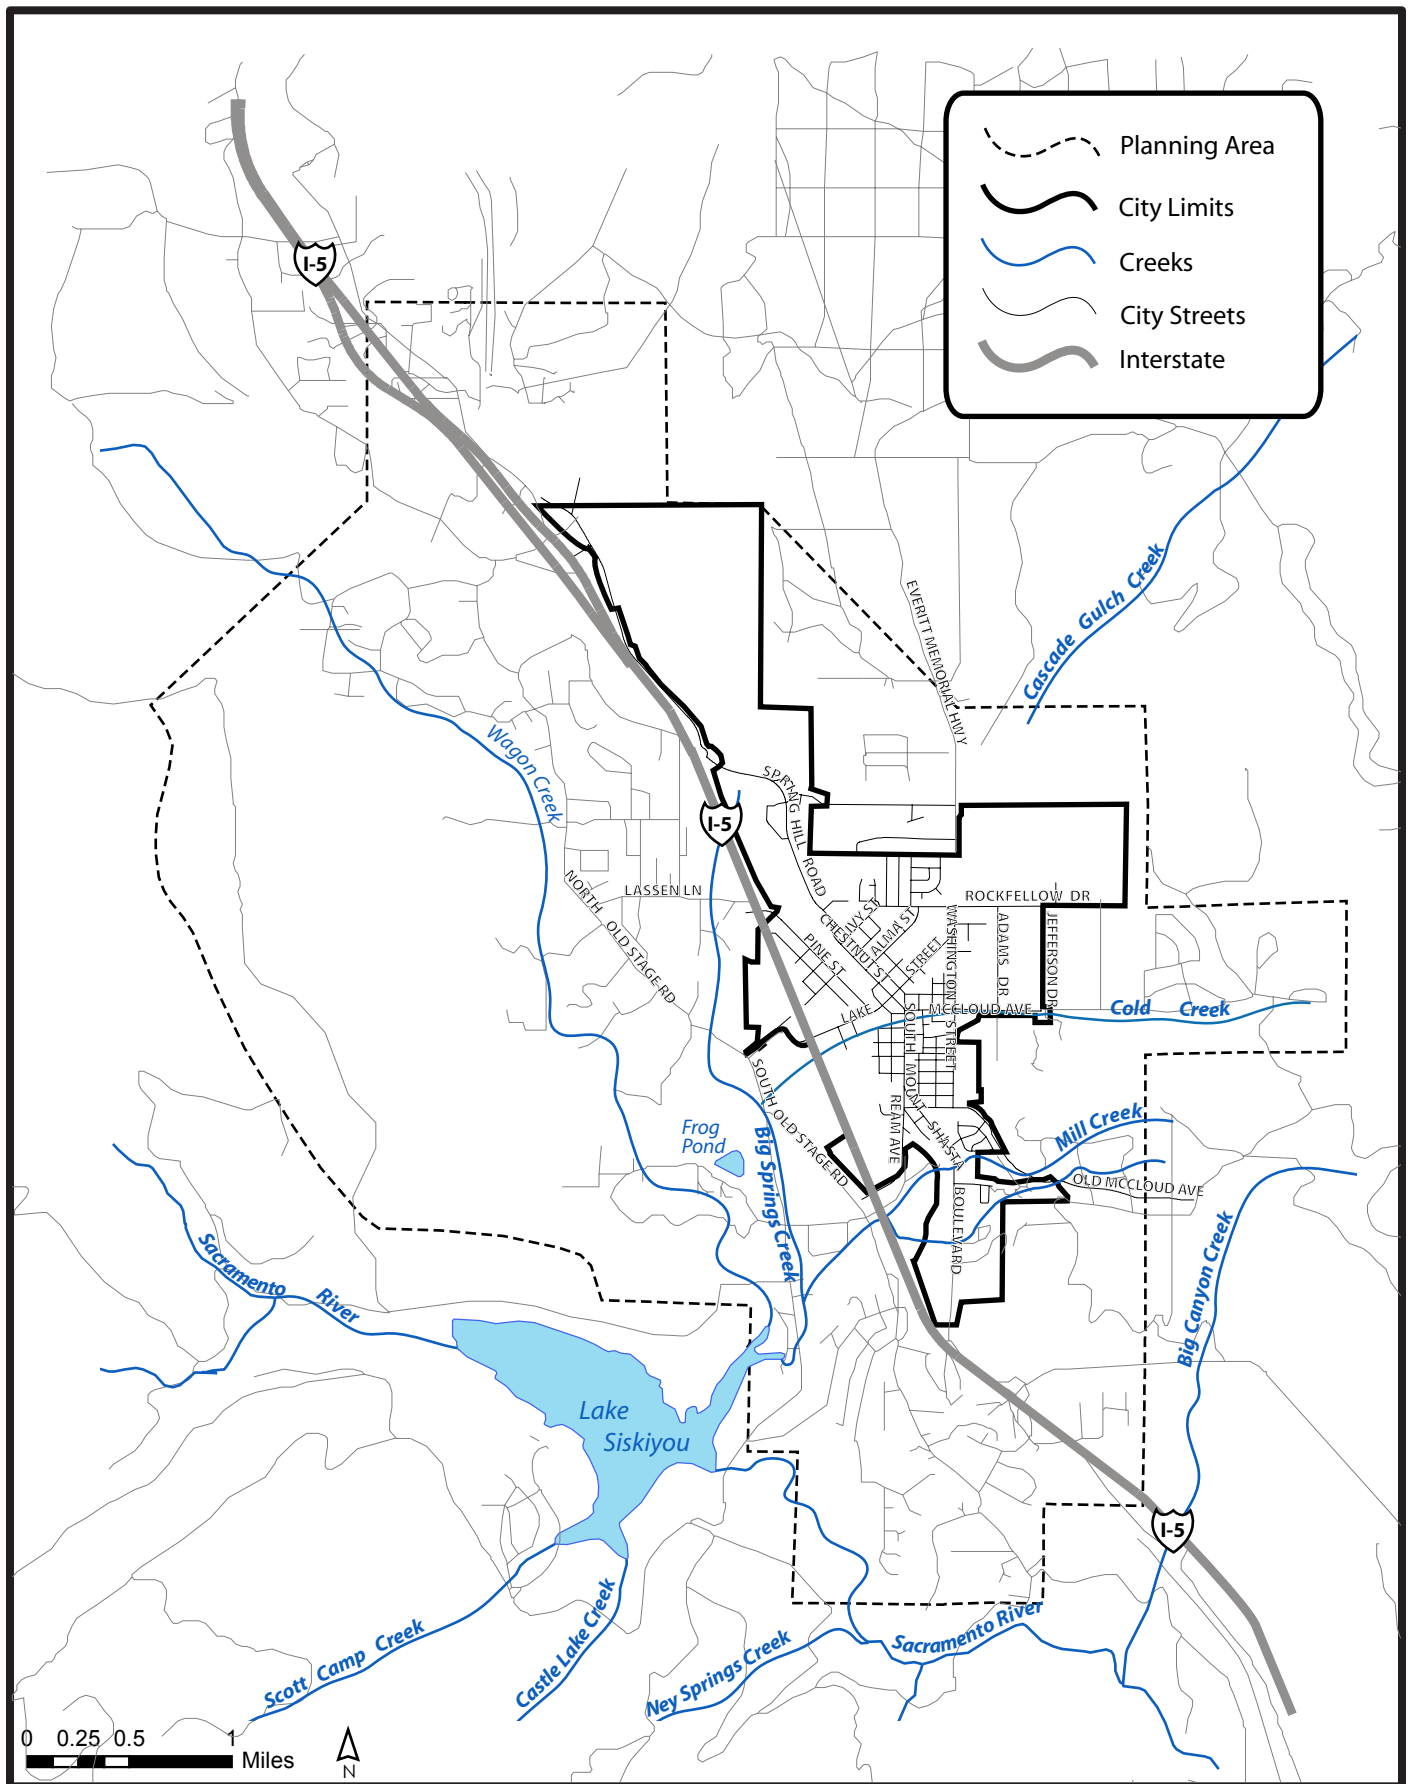 Planning Area
City Limits
Creeks
City Streets
Interstate
I-5
EVERITT MEMORIAL HWY
Cascade Gulch Creek
Wagon Creek
SPRING HILL ROAD
I-5
LASSEN LN
NORTH OLD STAGE RD
ROCKFELLOW DR
IVY ST
ALMA ST
CHESTNUT ST
PINE ST
STREET
WASHINGTON
STREET
ADAMS DR
JEFFERSON DR
LAKE
MCCLOUD AVE
Cold Creek
SOUTH MOUNT SHASTA
BOULEVARD
REAM AVE
SOUTH OLD STAGE RD
Frog
Pond
Big Springs Creek
Mill Creek
OLD MCCLOUD AVE
Big Canyon Creek
Sacramento River
Lake
Siskiyou
I-5
Scott Camp Creek
Castle Lake Creek
Ney Springs Creek
Sacramento River
0 0.25 0.5 1
Miles
N